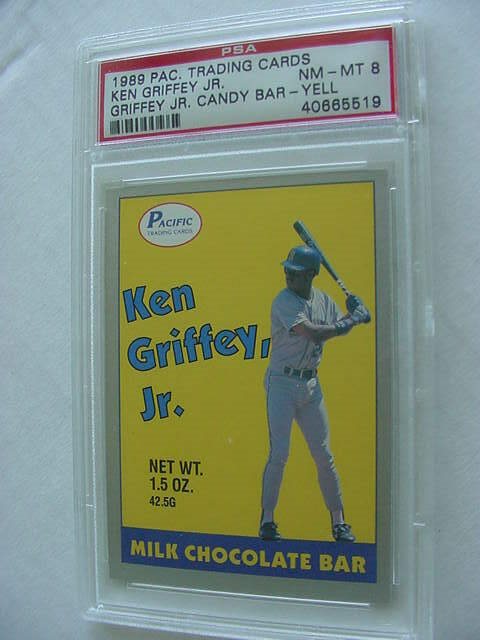 PSA
1989 PAC. TRADING CARDS
KEN GRIFFEY JR. NM-MT 8
GRIFFEY JR. CANDY BAR-YELL
40665519
PACIFIC
TRADING CARDS
Ken
Griffey,
Jr.
NET WT.
1.5 OZ.
42.5G
MILK CHOCOLATE BAR